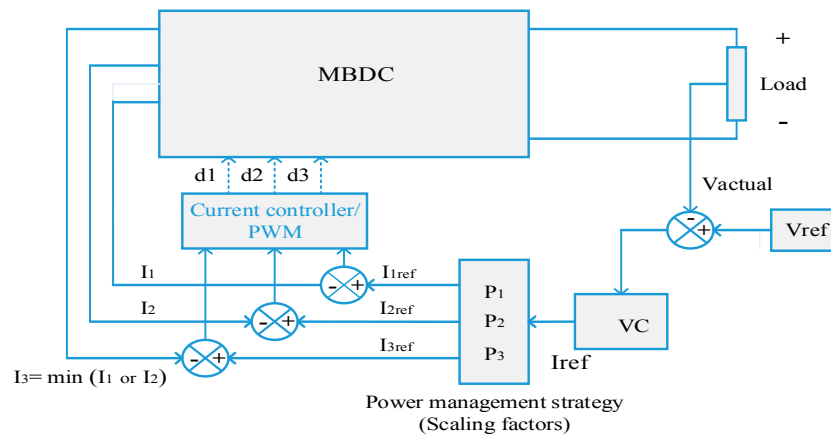 MBDC
+
Load
-
d1 d2 d3
Vactual
Current controller/
PWM
-
+
Vref
I1
-
+
I1ref
P1
I2
-
+
I2ref
P2
VC
-
+
I3ref
P3
Iref
I3= min (I1 or I2)
Power management strategy
(Scaling factors)